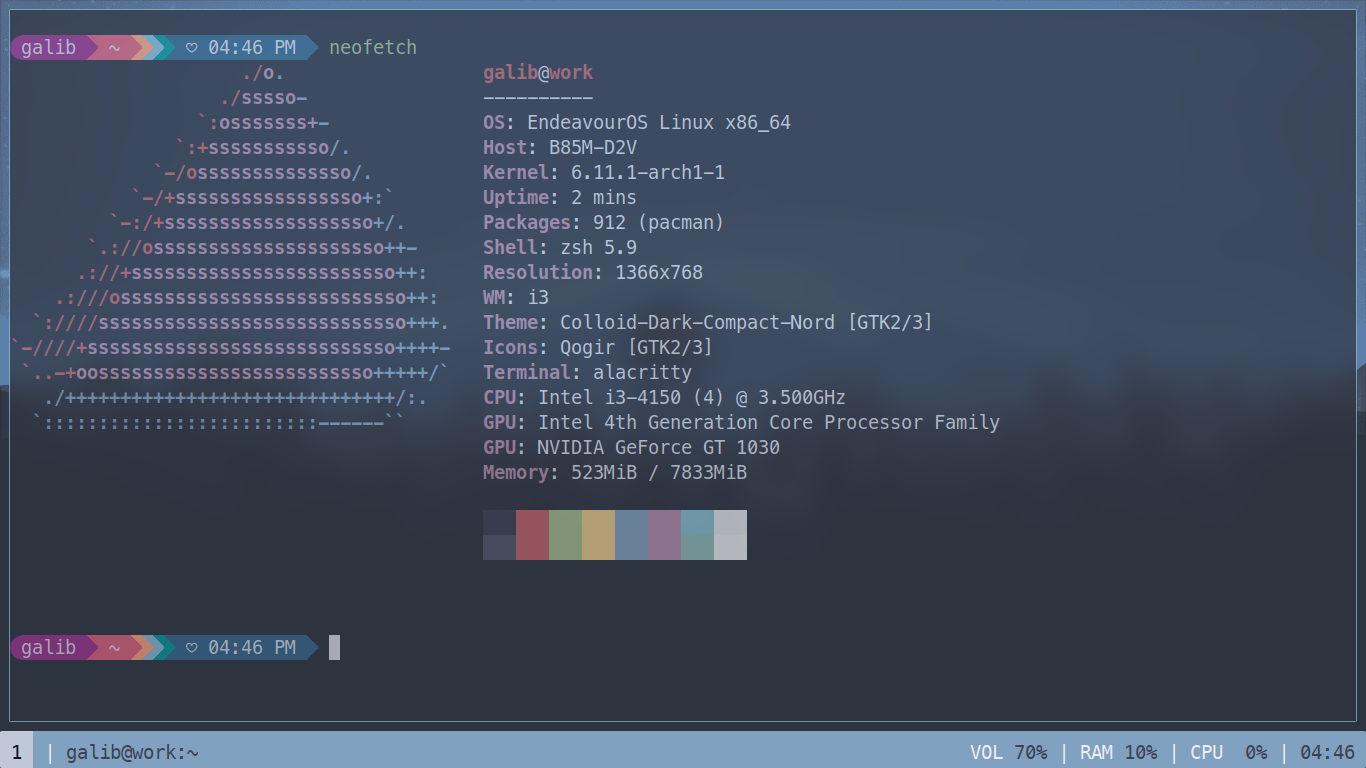 galib ~ ♡ 04:46 PM neofetch
./o. galib@work
./sssso- ----------
`:osssssss+- OS: EndeavourOS Linux x86_64
`:+sssssssssso/. Host: B85M-D2V
`-/ossssssssssssso/. Kernel: 6.11.1-arch1-1
`-/+sssssssssssssssso+:` Uptime: 2 mins
`-:/+sssssssssssssssssso+/. Packages: 912 (pacman)
`.://osssssssssssssssssssso++- Shell: zsh 5.9
.://+ssssssssssssssssssssssso++: Resolution: 1366x768
.:///ossssssssssssssssssssssssso++: WM: i3
`:////ssssssssssssssssssssssssssso+++. Theme: Colloid-Dark-Compact-Nord [GTK2/3]
`-////+ssssssssssssssssssssssssssso++++- Icons: Qogir [GTK2/3]
`..-+oosssssssssssssssssssssssso+++++/` Terminal: alacritty
./++++++++++++++++++++++++++++++/:. CPU: Intel i3-4150 (4) @ 3.500GHz
`:::::::::::::::::::::::::------`` GPU: Intel 4th Generation Core Processor Family
GPU: NVIDIA GeForce GT 1030
Memory: 523MiB / 7833MiB
galib ~ ♡ 04:46 PM
1 | galib@work:~ VOL 70% | RAM 10% | CPU 0% | 04:46